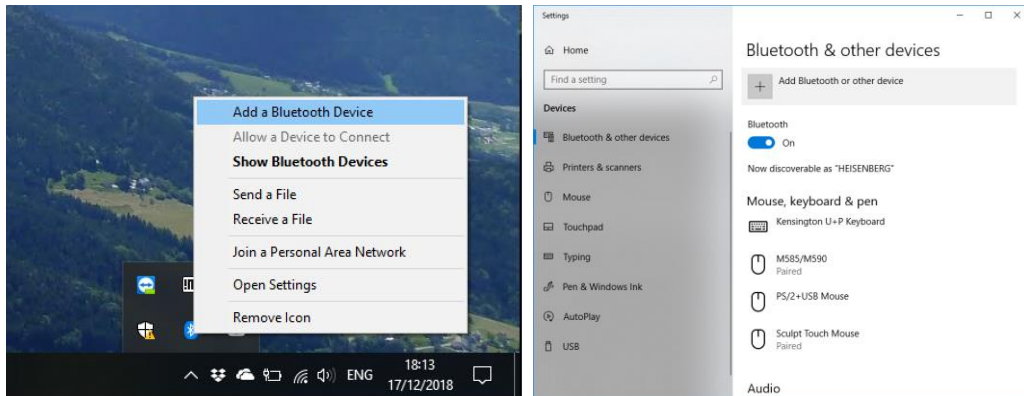 Add a Bluetooth Device
Allow a Device to Connect
Show Bluetooth Devices
Send a File
Receive a File
Join a Personal Area Network
Open Settings
Remove Icon
ENG
18:13
17/12/2018
Settings
Home
Find a setting
Devices
Bluetooth & other devices
Printers & scanners
Mouse
Touchpad
Typing
Pen & Windows Ink
AutoPlay
USB
Bluetooth & other devices
Add Bluetooth or other device
Bluetooth
On
Now discoverable as "HEISENBERG"
Mouse, keyboard & pen
Kensington U+P Keyboard
M585/M590
Paired
PS/2+USB Mouse
Sculpt Touch Mouse
Paired
Audio